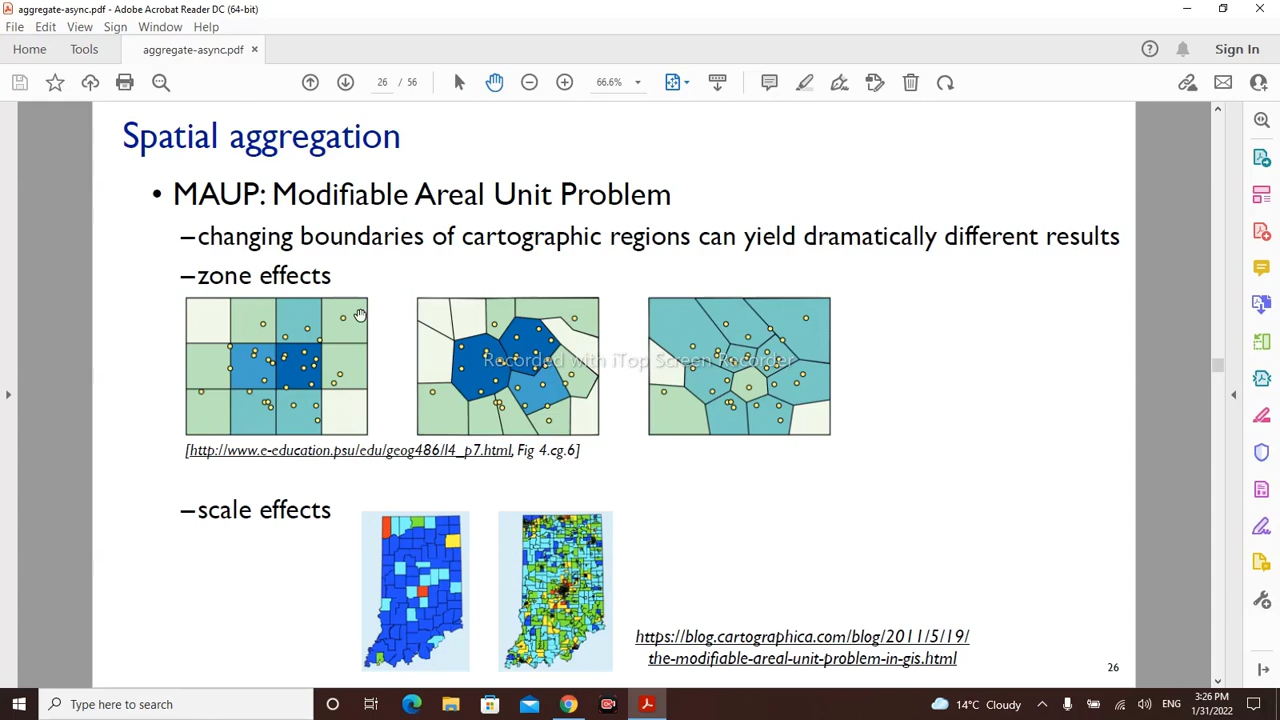 aggregate-async.pdf - Adobe Acrobat Reader DC (64-bit)
File Edit View Sign Window Help
Home Tools aggregate-async.pdf × Sign In
26 / 56 66.6%
Spatial aggregation
• MAUP: Modifiable Areal Unit Problem
–changing boundaries of cartographic regions can yield dramatically different results
–zone effects
Recorded with iTop Screen Recorder
[http://www.e-education.psu/edu/geog486/l4_p7.html, Fig 4.cg.6]
–scale effects
https://blog.cartographica.com/blog/2011/5/19/
the-modifiable-areal-unit-problem-in-gis.html
26
Type here to search
14°C Cloudy
ENG
3:26 PM
1/31/2022